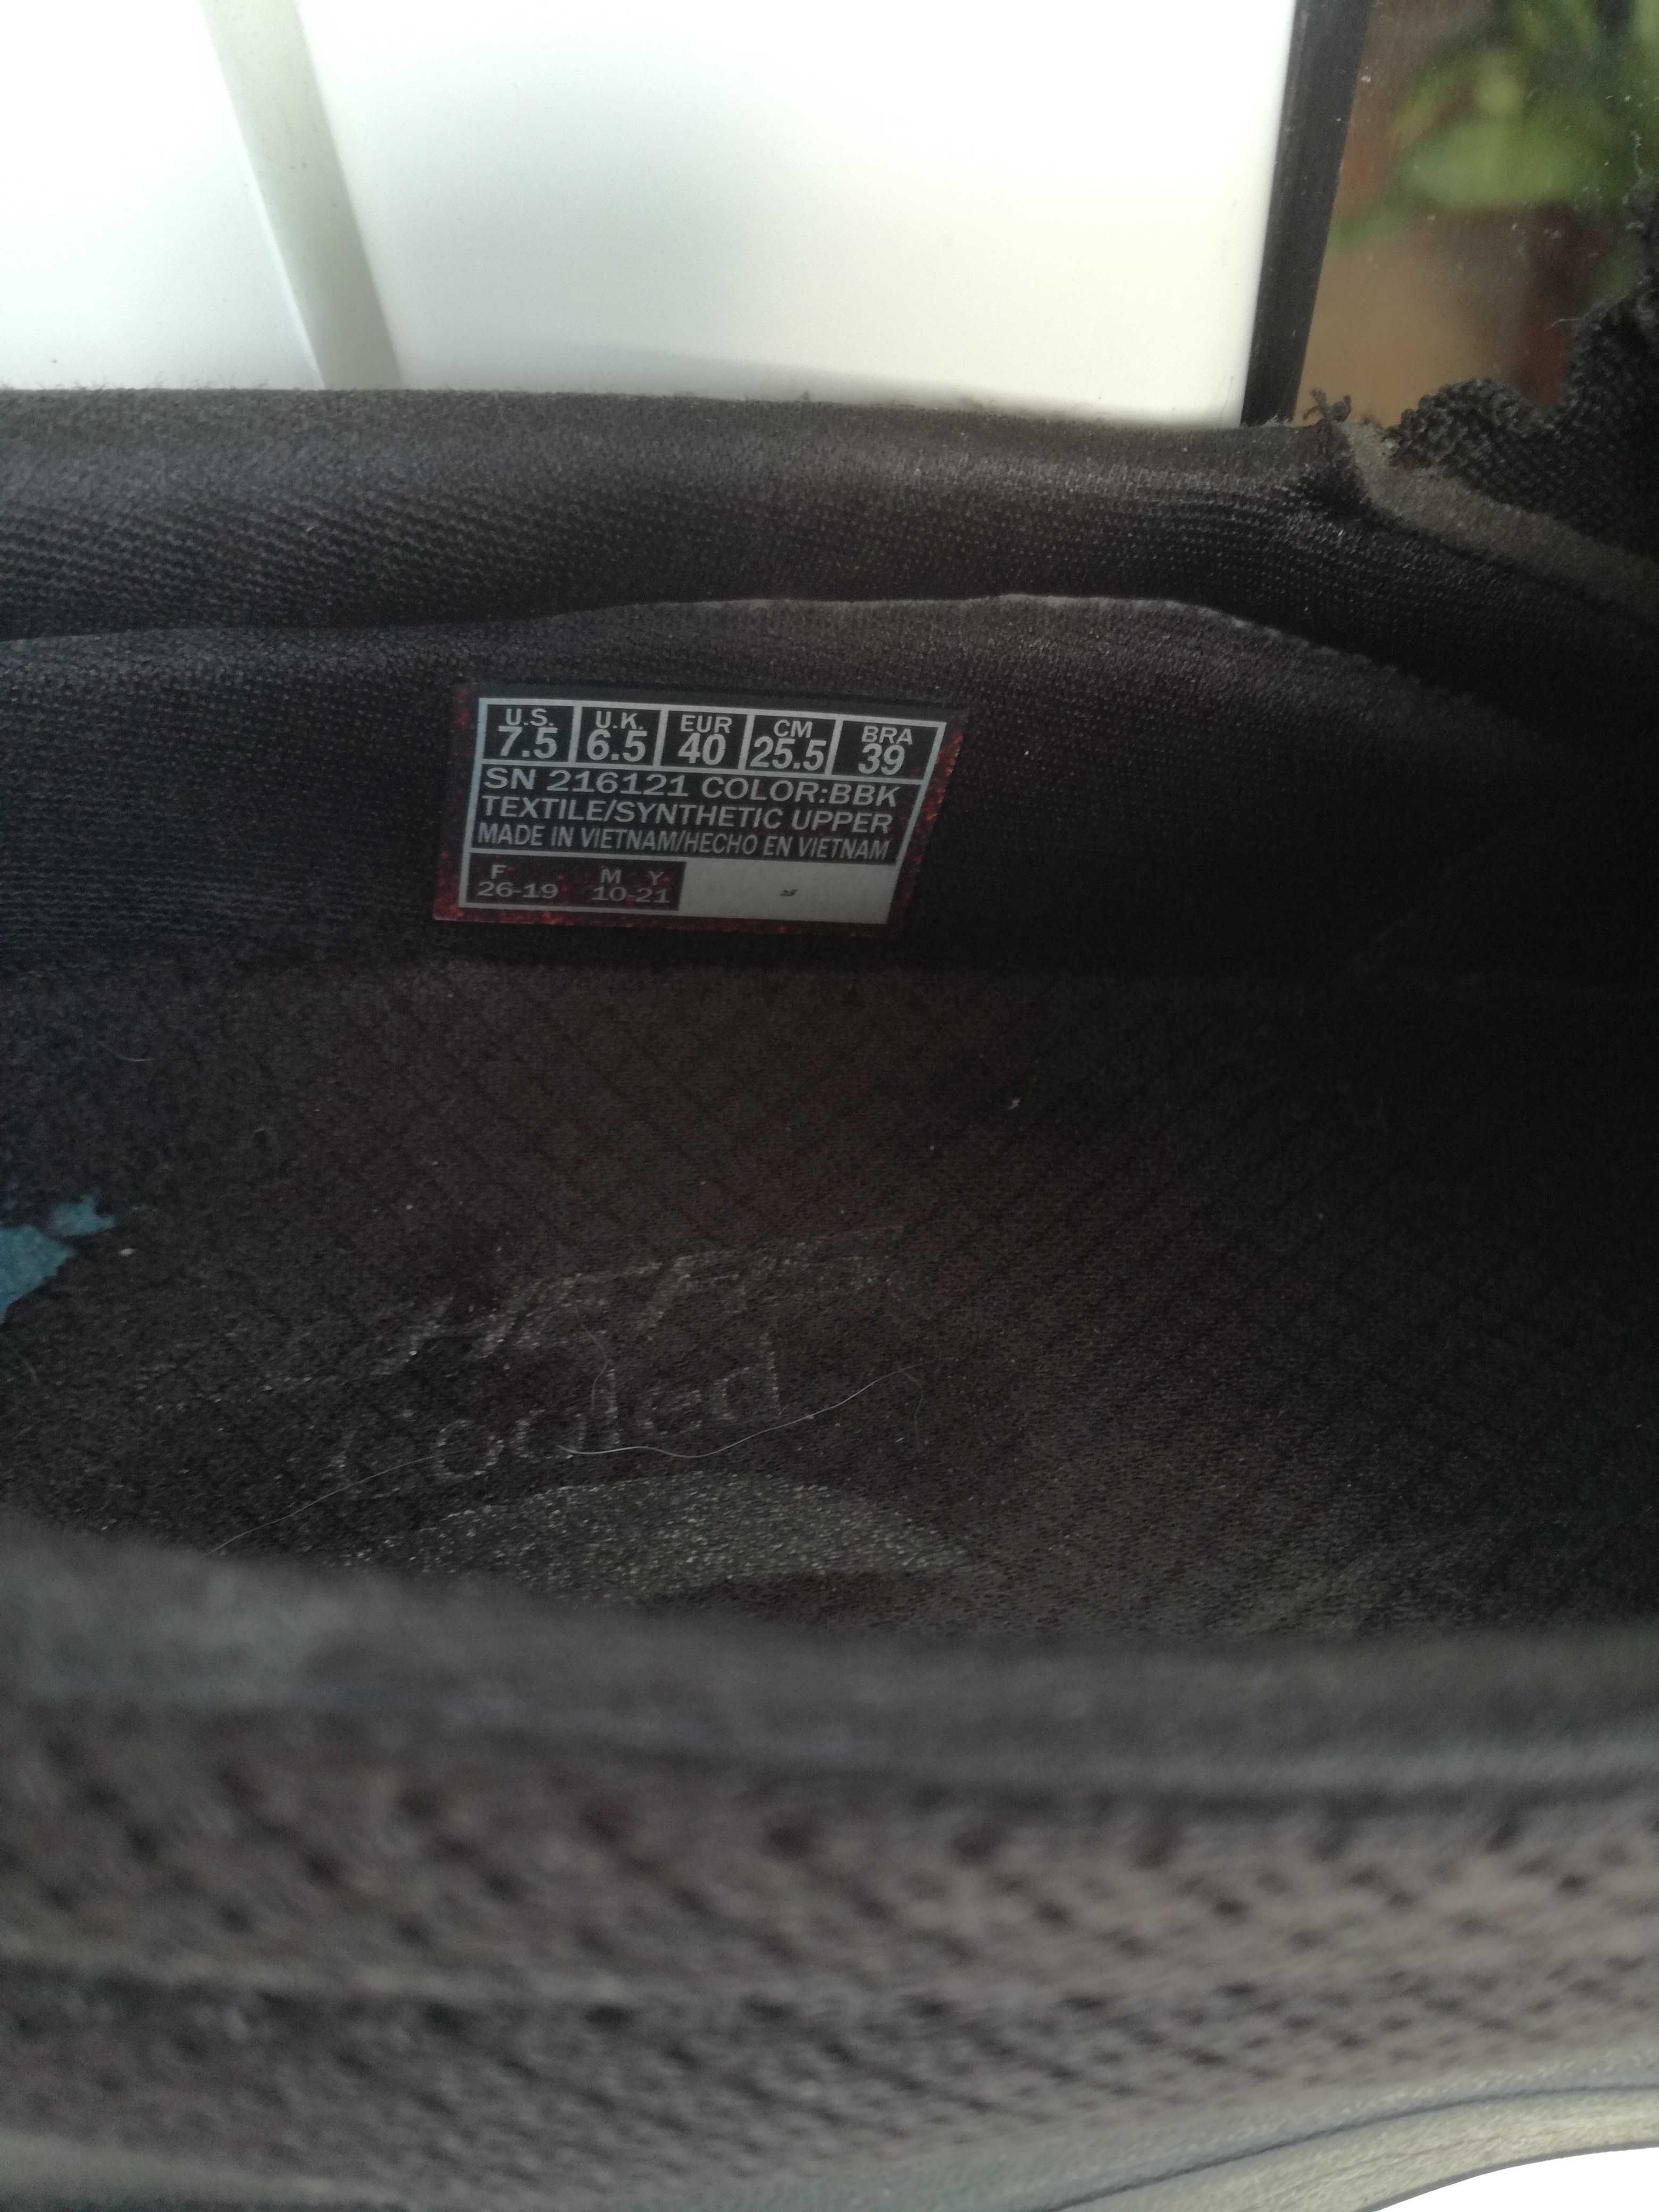 U.S. U.K. EUR CM BRA
7.5 6.5 40 25.5 39
SN 216121 COLOR:BBK
TEXTILE/SYNTHETIC UPPER
MADE IN VIETNAM/HECHO EN VIETNAM
F M Y
26-19 10-21
Cooled